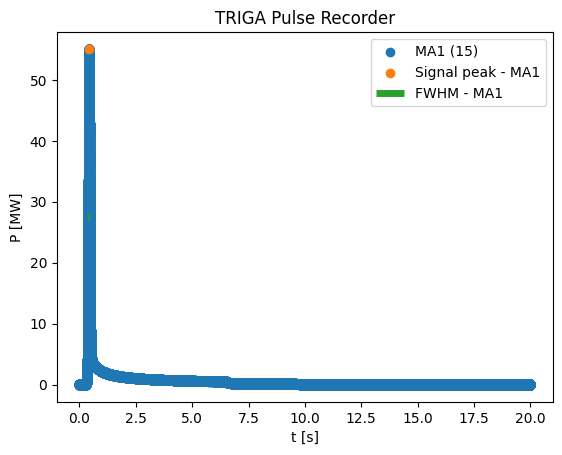 TRIGA Pulse Recorder
MA1 (15)
Signal peak - MA1
FWHM - MA1
P [MW]
50
40
30
20
10
0
0.0 2.5 5.0 7.5 10.0 12.5 15.0 17.5 20.0
t [s]